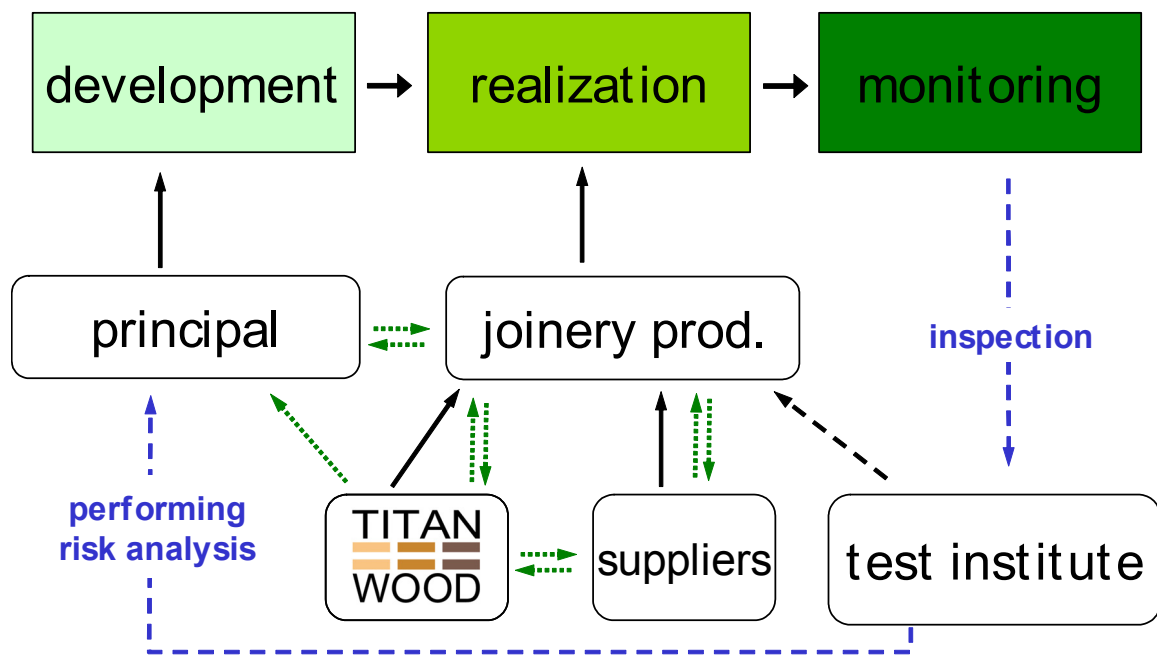 development
realization
monitoring
principal
joinery prod.
inspection
performing
risk analysis
TITAN
WOOD
suppliers
test institute